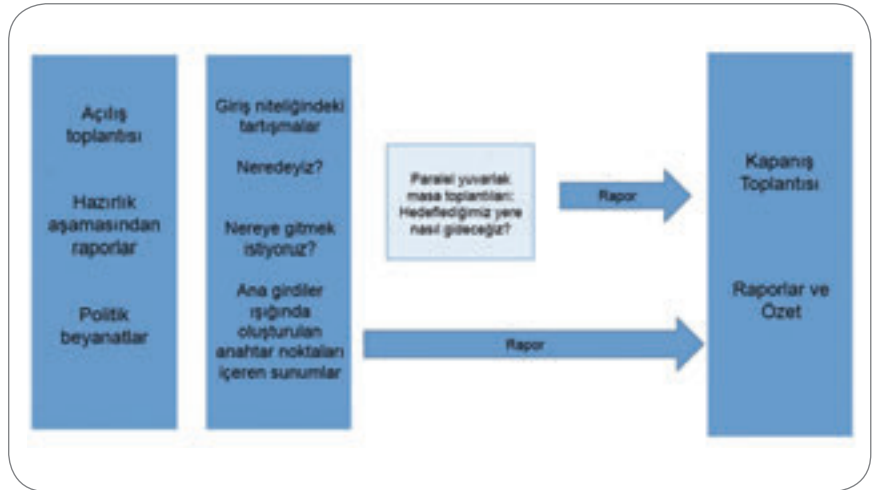 Açılış
toplantısı
Hazırlık
aşamasından
raporlar
Politik
beyanatlar
Giriş niteliğindeki
tartışmalar
Neredeyiz?
Nereye gitmek
istiyoruz?
Ana girdiler
ışığında
oluşturulan
anahtar noktaları
içeren sunumlar
Paralel yuvarlak
masa toplantıları:
Hedeflediğimiz yere
nasıl gideceğiz?
Rapor
Rapor
Kapanış
Toplantısı
Raporlar ve
Özet